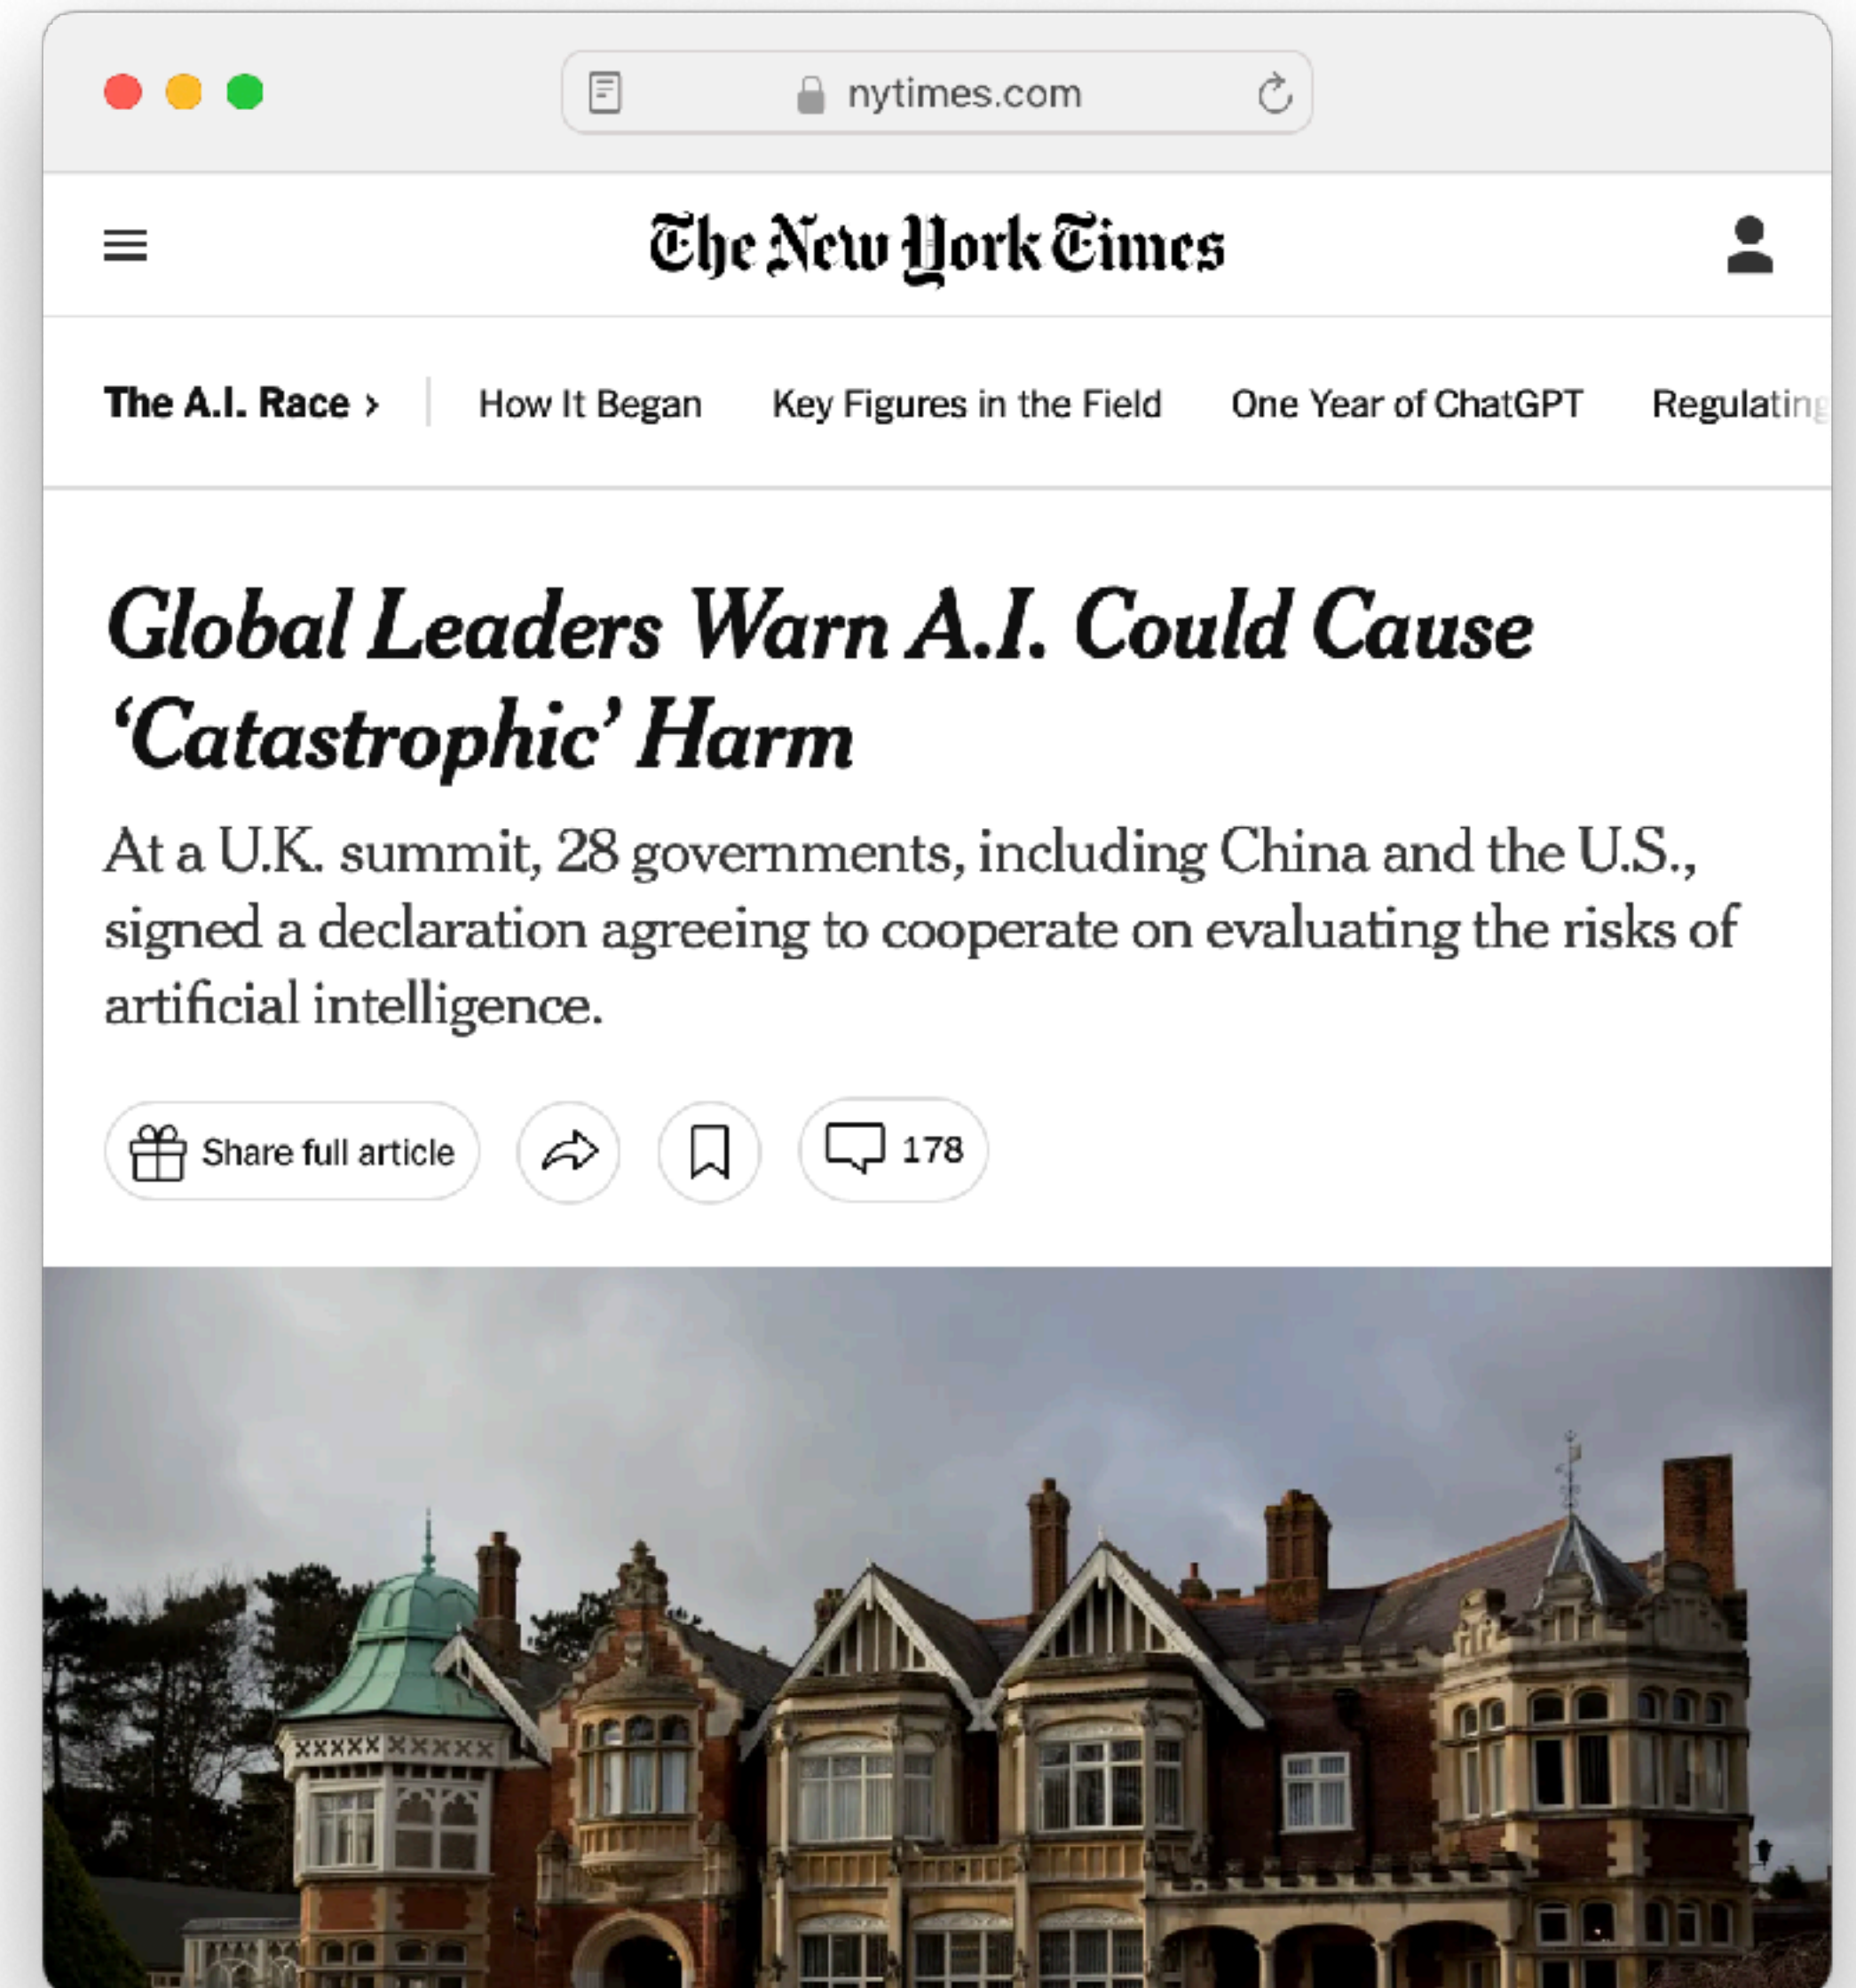 nytimes.com
The New York Times
The A.I. Race › How It Began Key Figures in the Field One Year of ChatGPT Regulating
Global Leaders Warn A.I. Could Cause
‘Catastrophic’ Harm
At a U.K. summit, 28 governments, including China and the U.S.,
signed a declaration agreeing to cooperate on evaluating the risks of
artificial intelligence.
Share full article 178